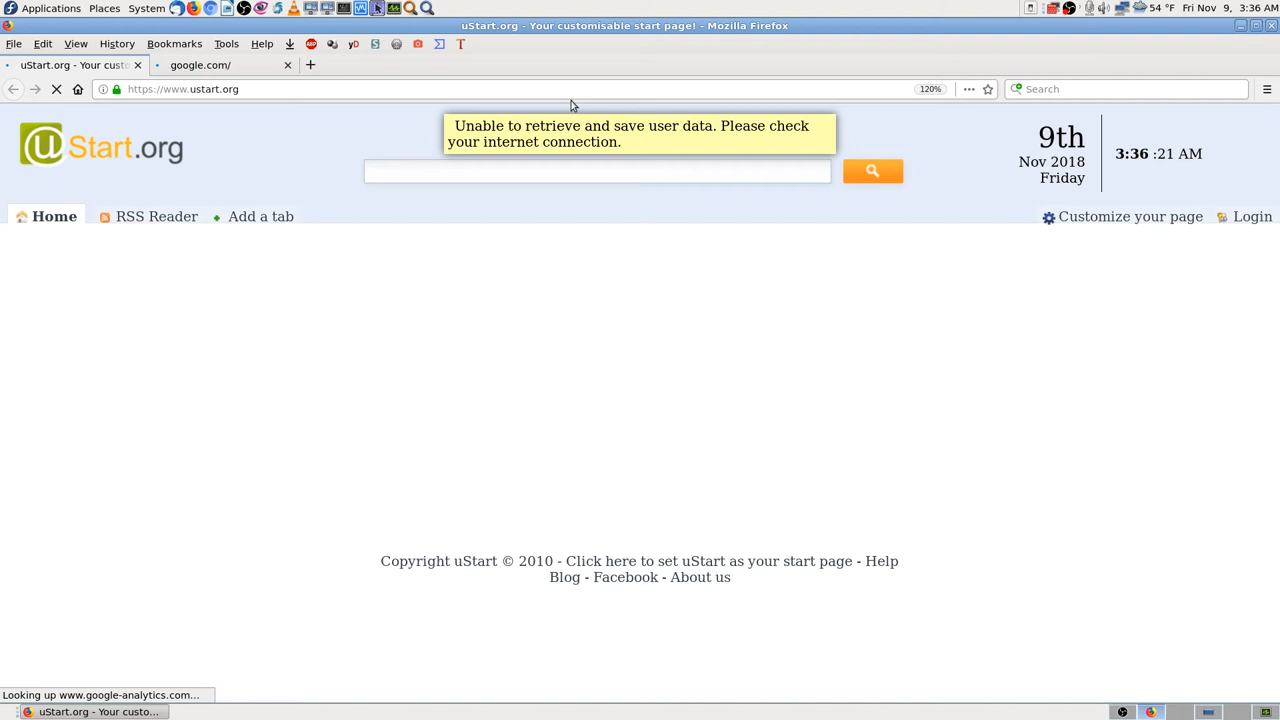 Applications Places System 54 °F Fri Nov 9, 3:36 AM
uStart.org - Your customisable start page! - Mozilla Firefox
File Edit View History Bookmarks Tools Help
uStart.org - Your custo google.com/
https://www.ustart.org 120% Search
Unable to retrieve and save user data. Please check
your internet connection.
uStart.org
9th
Nov 2018
Friday
3:36 :21 AM
Home RSS Reader Add a tab Customize your page Login
Copyright uStart © 2010 - Click here to set uStart as your start page - Help
Blog - Facebook - About us
Looking up www.google-analytics.com...
uStart.org - Your custo...